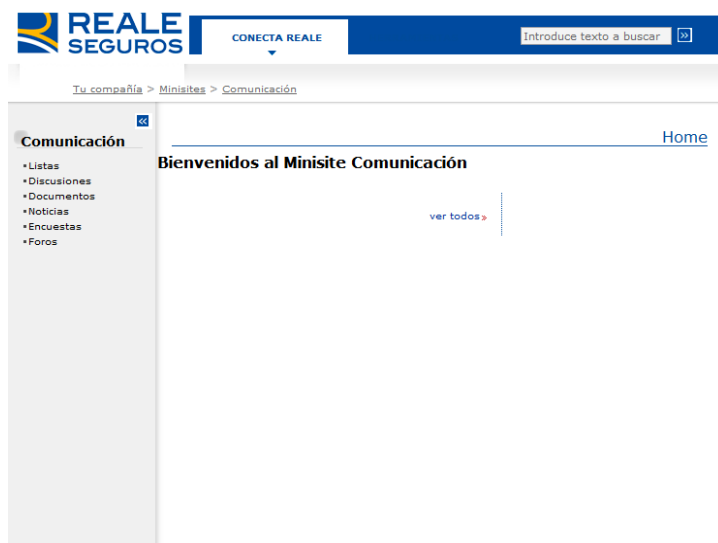 REALE
SEGUROS
CONECTA REALE
Introduce texto a buscar
Tu compañía > Minisites > Comunicación
Comunicación
Listas
Discusiones
Documentos
Noticias
Encuestas
Foros
Home
Bienvenidos al Minisite Comunicación
ver todos»